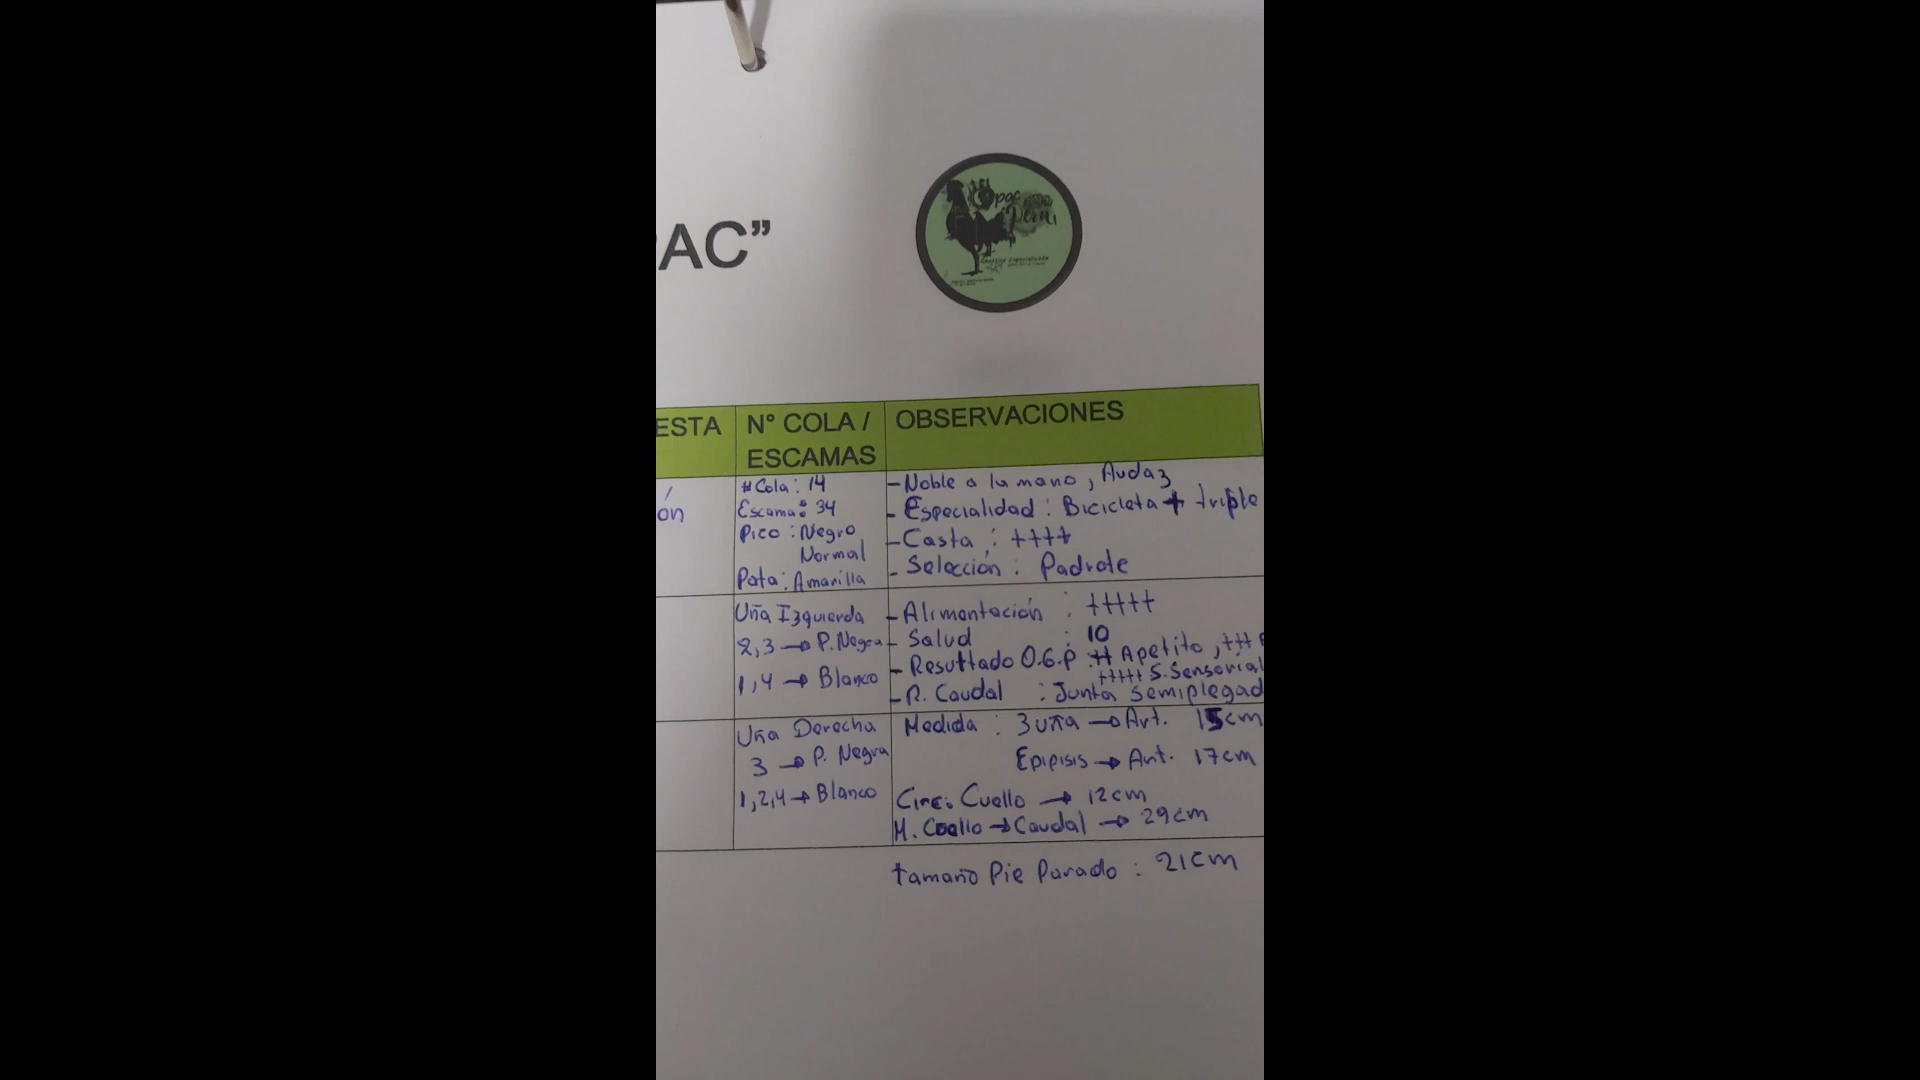 AC”
ESTA
N° COLA /
ESCAMAS
OBSERVACIONES
ón
# Cola: 14
Escama: 34
Pico: Negro
Normal
Pata: Amarilla
- Noble a la mano, Audaz
- Especialidad: Bicicleta + triple
- Casta: ++++
- Selección: Padrote
Uña Izquierda
2,3 → P. Negra
1,4 → Blanco
- Alimentación: +++++
- Salud: 10
- Resultado O.G.P: ++ Apetito, +++
+++++ S. Sensorial
- R. Caudal: Junta semiplegad
Uña Derecha
3 → P. Negra
1,2,4 → Blanco
Medida: 3 uña → Art. 15cm
Epipisis → Ant. 17cm
Circ. Cuello → 12cm
M. Cuello → Caudal → 29cm
tamaño Pie Parado: 21cm